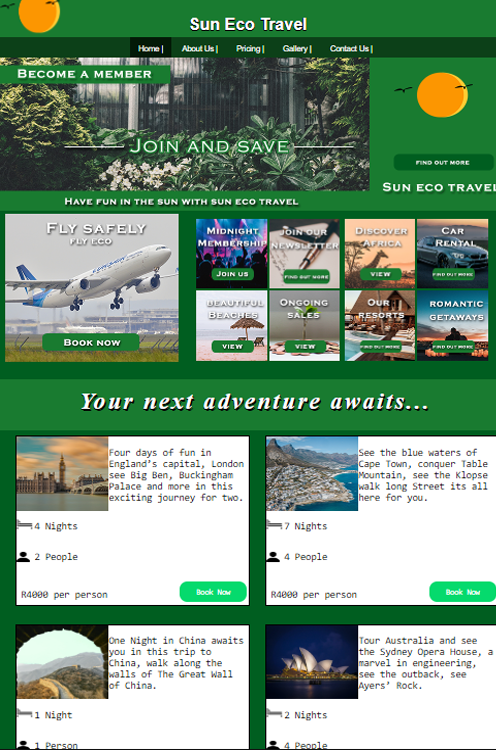 Sun Eco Travel
Home | About Us | Pricing | Gallery | Contact Us |
Become a member
Join and save
FIND OUT MORE
Sun eco travel
Have fun in the sun with sun eco travel
Fly safely
fly eco
Book now
Midnight
Membership
Join us
Join our
newsletter
FIND OUT MORE
Discover
Africa
VIEW
Car
Rental
FIND OUT MORE
beautiful
Beaches
VIEW
Ongoing
sales
VIEW
Our
resorts
FIND OUT MORE
romantic
getaways
FIND OUT MORE
Your next adventure awaits...
Four days of fun in
England’s capital, London
see Big Ben, Buckingham
Palace and more in this
exciting journey for two.
4 Nights
2 People
R4000 per person
Book Now
See the blue waters of
Cape Town, conquer Table
Mountain, see the Klopse
walk long Street its all
here for you.
7 Nights
4 People
R4000 per person
Book Now
One Night in China awaits
you in this trip to
China, walk along the
walls of The Great Wall
of China.
1 Night
1 Person
Tour Australia and see
the Sydney Opera House, a
marvel in engineering,
see the outback, see
Ayers’ Rock.
2 Nights
4 People